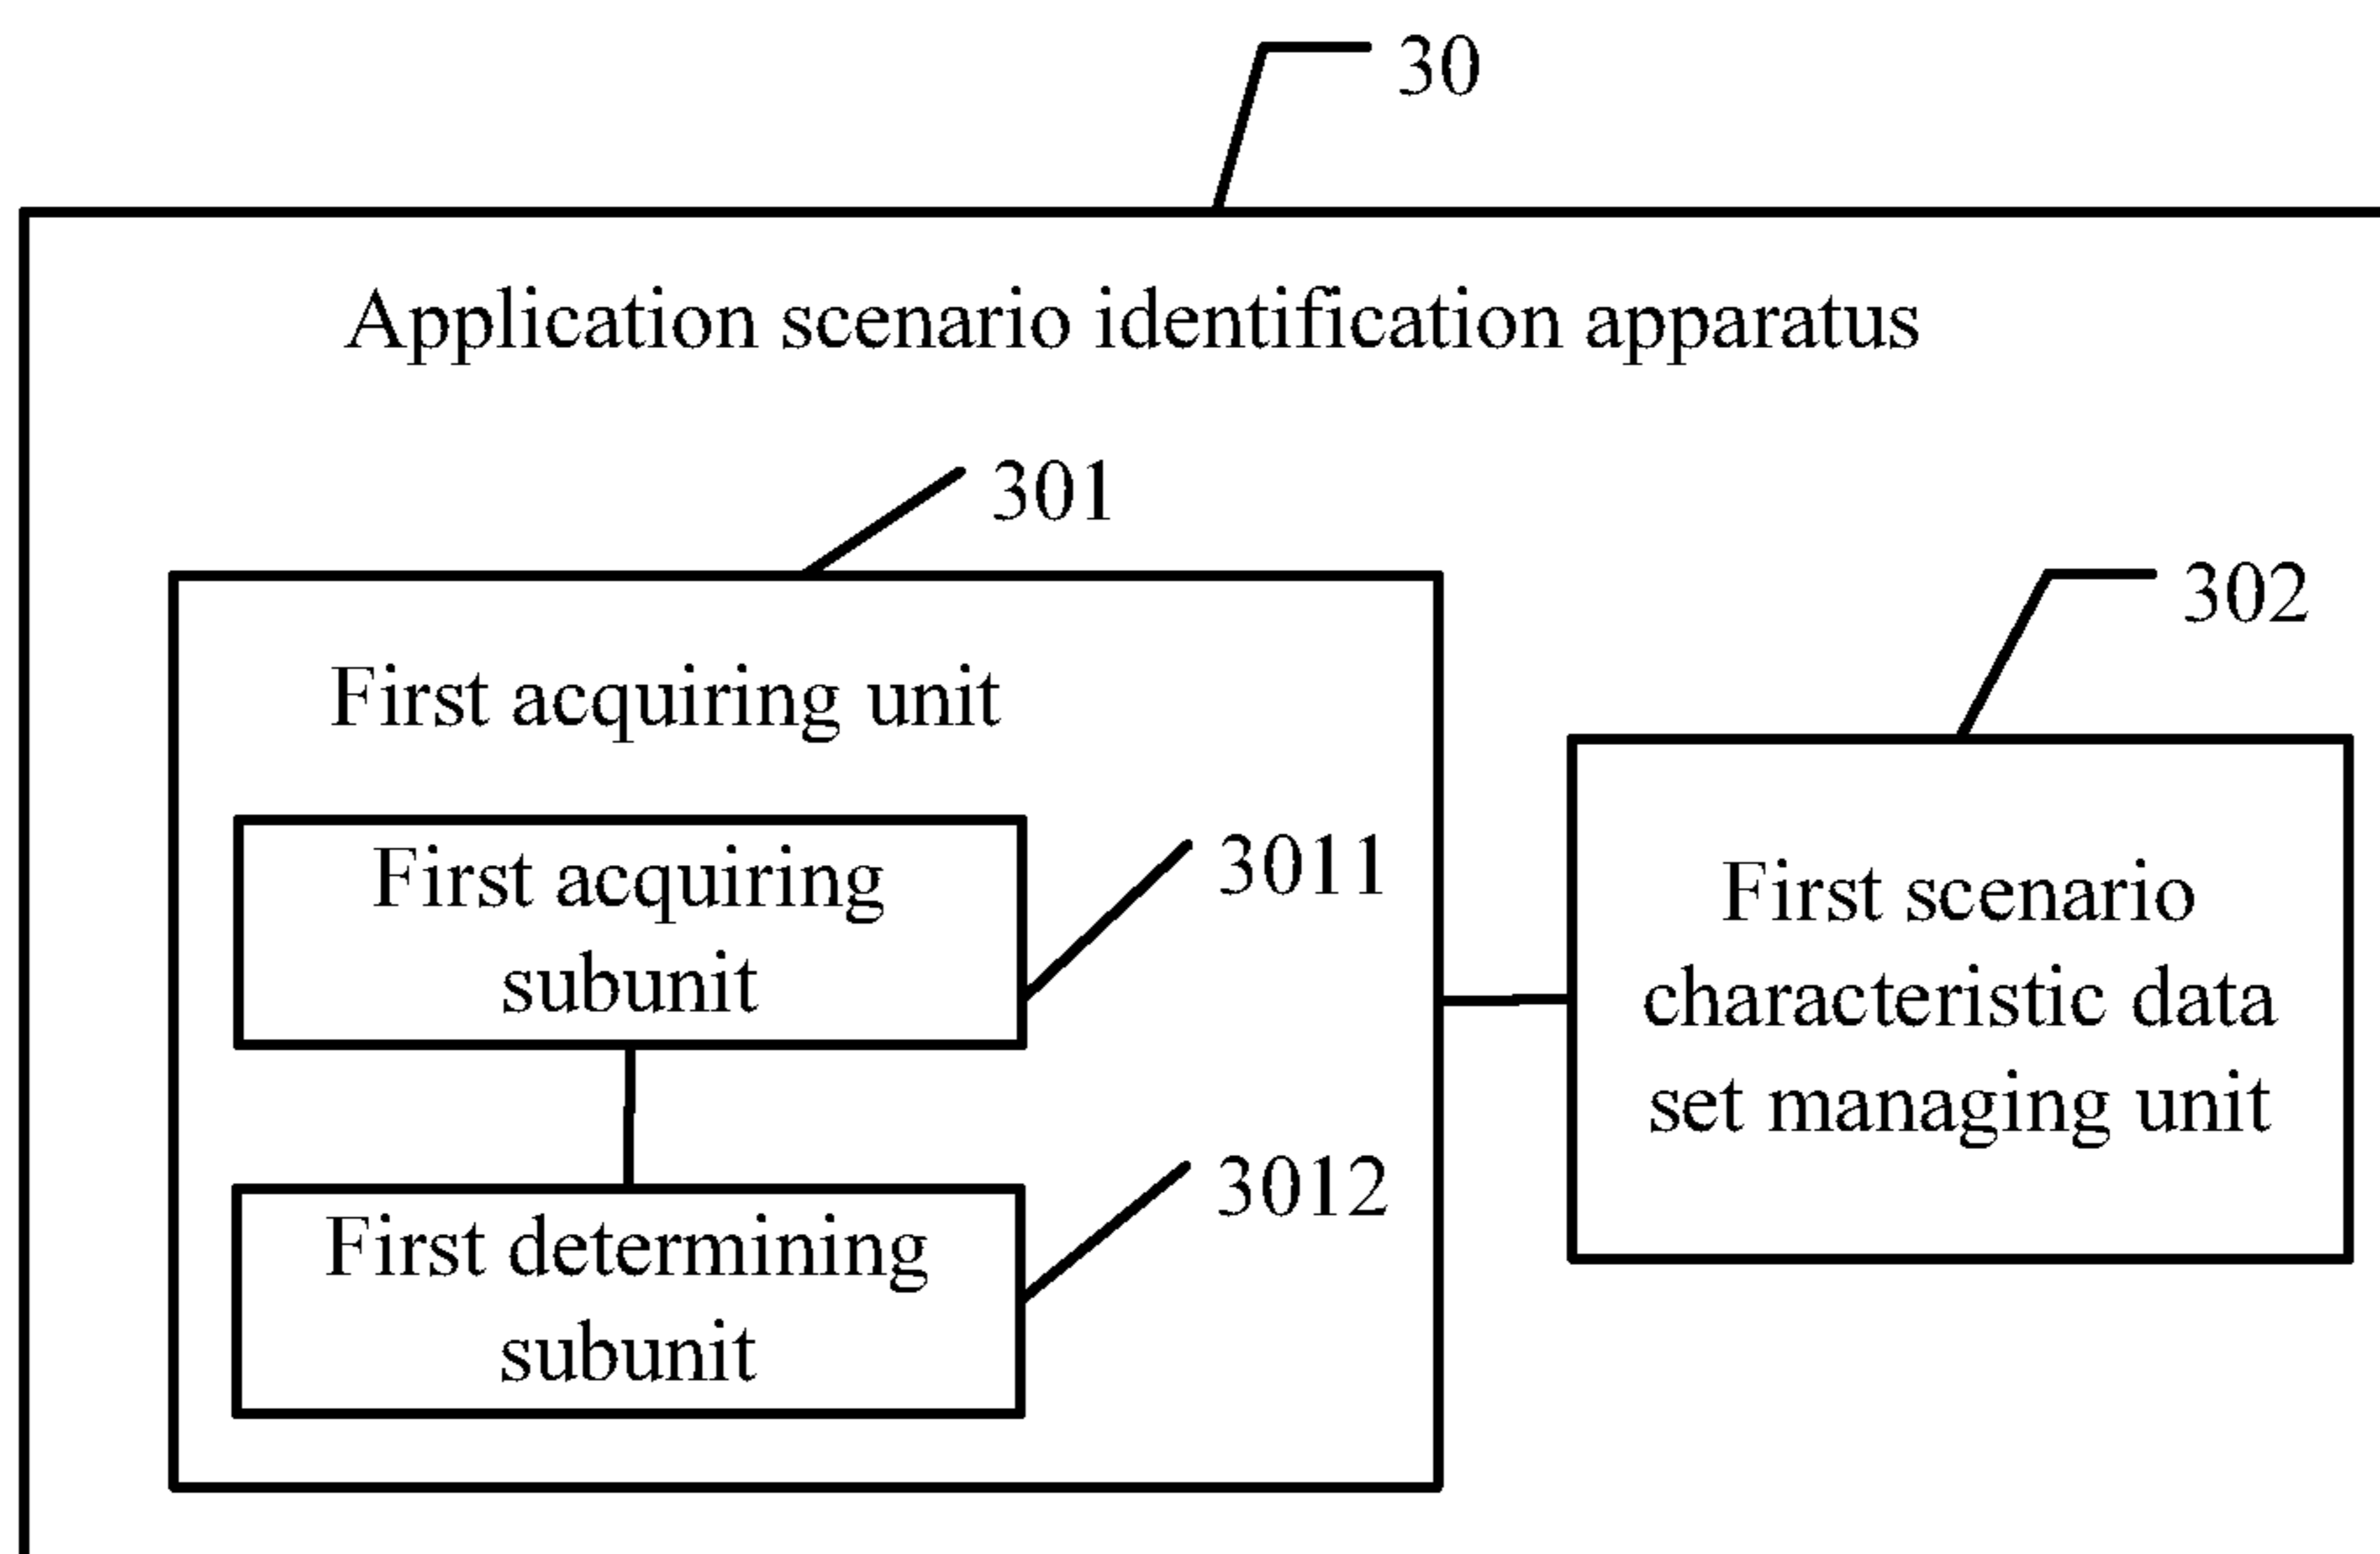 30
Application scenario identification apparatus
301
302
First acquiring unit
First acquiring
subunit
3011
First scenario
characteristic data
set managing unit
First determining
subunit
3012